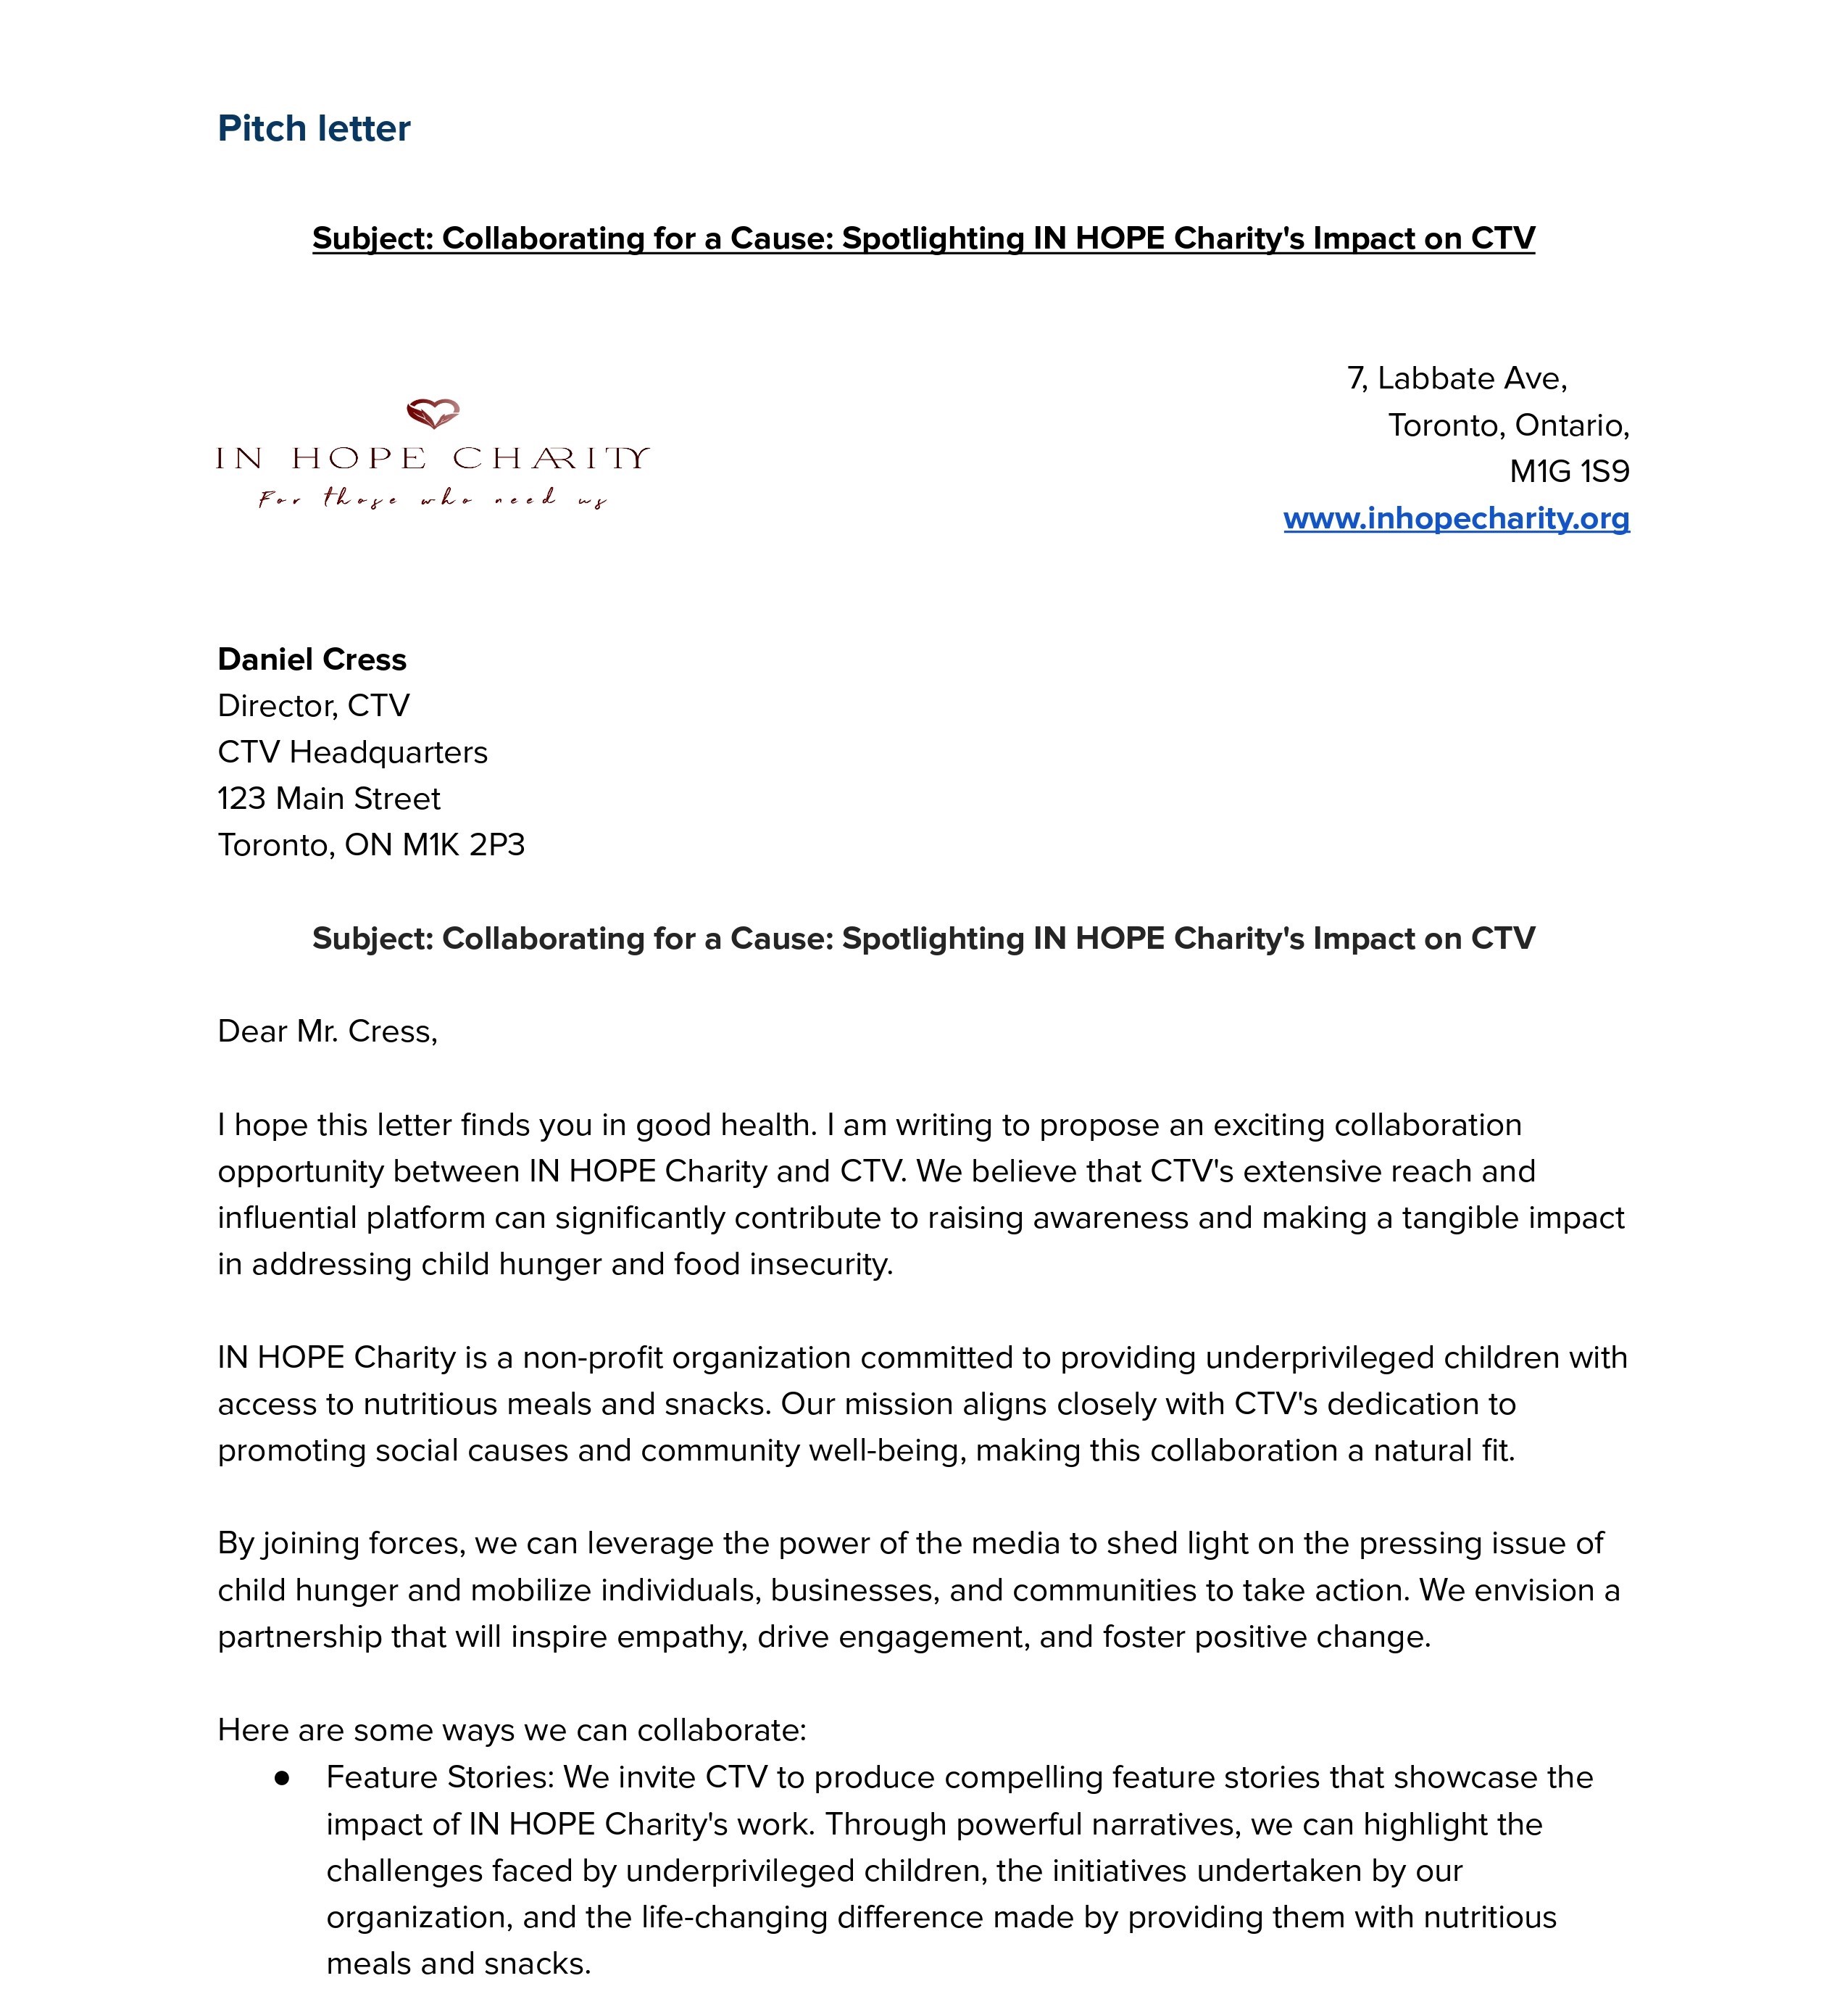 Pitch letter
Subject: Collaborating for a Cause: Spotlighting IN HOPE Charity's Impact on CTV
7, Labbate Ave,
Toronto, Ontario,
M1G 1S9
www.inhopecharity.org
IN HOPE CHARITY
For those who need us
Daniel Cress
Director, CTV
CTV Headquarters
123 Main Street
Toronto, ON M1K 2P3
Subject: Collaborating for a Cause: Spotlighting IN HOPE Charity's Impact on CTV
Dear Mr. Cress,
I hope this letter finds you in good health. I am writing to propose an exciting collaboration
opportunity between IN HOPE Charity and CTV. We believe that CTV's extensive reach and
influential platform can significantly contribute to raising awareness and making a tangible impact
in addressing child hunger and food insecurity.
IN HOPE Charity is a non-profit organization committed to providing underprivileged children with
access to nutritious meals and snacks. Our mission aligns closely with CTV's dedication to
promoting social causes and community well-being, making this collaboration a natural fit.
By joining forces, we can leverage the power of the media to shed light on the pressing issue of
child hunger and mobilize individuals, businesses, and communities to take action. We envision a
partnership that will inspire empathy, drive engagement, and foster positive change.
Here are some ways we can collaborate:
● Feature Stories: We invite CTV to produce compelling feature stories that showcase the
impact of IN HOPE Charity's work. Through powerful narratives, we can highlight the
challenges faced by underprivileged children, the initiatives undertaken by our
organization, and the life-changing difference made by providing them with nutritious
meals and snacks.